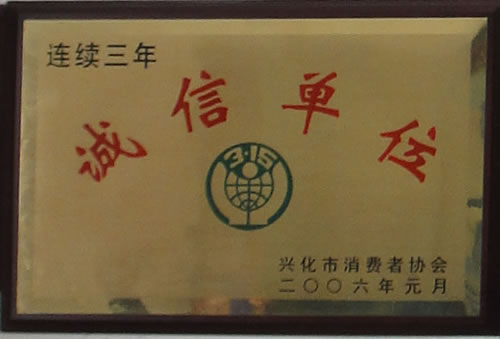 连续三年
诚信单位
3·15
兴化市消费者协会
二〇〇六年元月